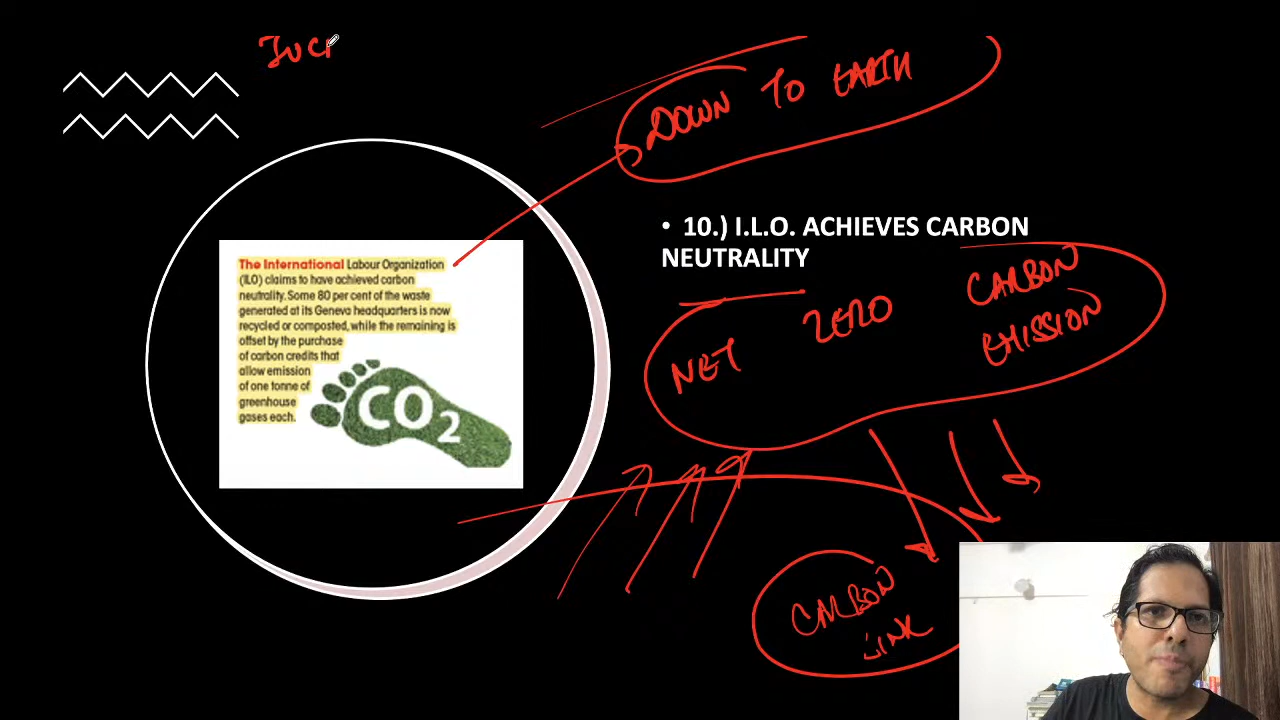 DOWN TO EARTH
• 10.) I.L.O. ACHIEVES CARBON
NEUTRALITY
The International Labour Organization
(ILO) claims to have achieved carbon
neutrality. Some 80 per cent of the waste
generated at its Geneva headquarters is now
recycled or composted, while the remaining is
offset by the purchase
of carbon credits that
allow emission
of one tonne of
greenhouse
gases each.
CO2
NET ZERO CARBON
EMISSION
CARBON
SINK